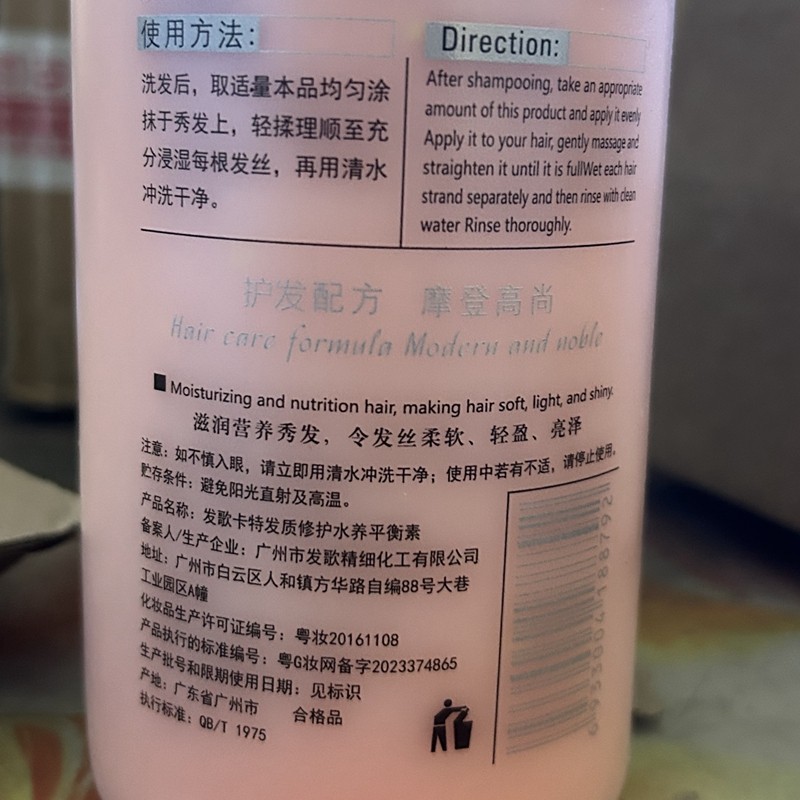 使用方法：
洗发后，取适量本品均匀涂
抹于秀发上，轻揉理顺至充
分浸湿每根发丝，再用清水
冲洗干净。
Direction:
After shampooing, take an appropriate
amount of this product and apply it evenly
Apply it to your hair, gently massage and
straighten it until it is fullWet each hair
strand separately and then rinse with clean
water Rinse thoroughly.
护发配方 摩登高尚
Hair care formula Modern and noble
■ Moisturizing and nutrition hair, making hair soft, light, and shiny.
滋润营养秀发，令发丝柔软、轻盈、亮泽
注意：如不慎入眼，请立即用清水冲洗干净；使用中若有不适，请停止使用。
贮存条件：避免阳光直射及高温。
产品名称：发歌卡特发质修护水养平衡素
备案人/生产企业：广州市发歌精细化工有限公司
地址：广州市白云区人和镇方华路自编88号大巷
工业园区A幢
化妆品生产许可证编号：粤妆20161108
产品执行的标准编号：粤G妆网备字2023374865
生产批号和限期使用日期：见标识
产地：广东省广州市 合格品
执行标准：QB/T 1975
6933004188792